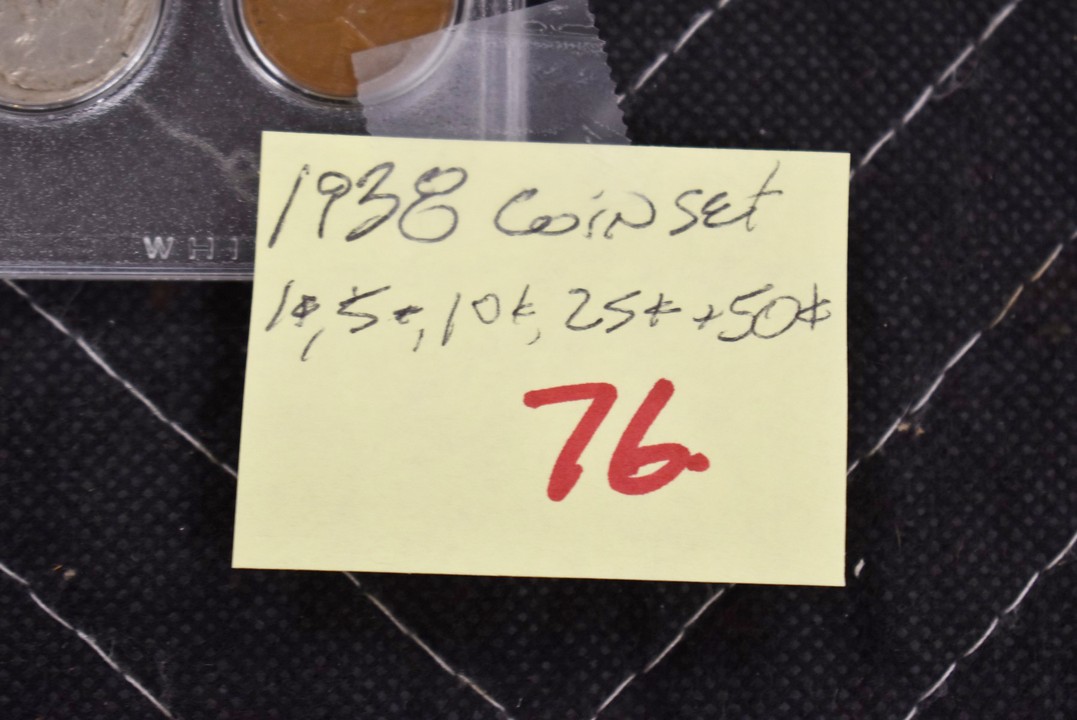 WHI
1938 Coin Set
1¢, 5¢, 10¢, 25¢ + 50¢
76.